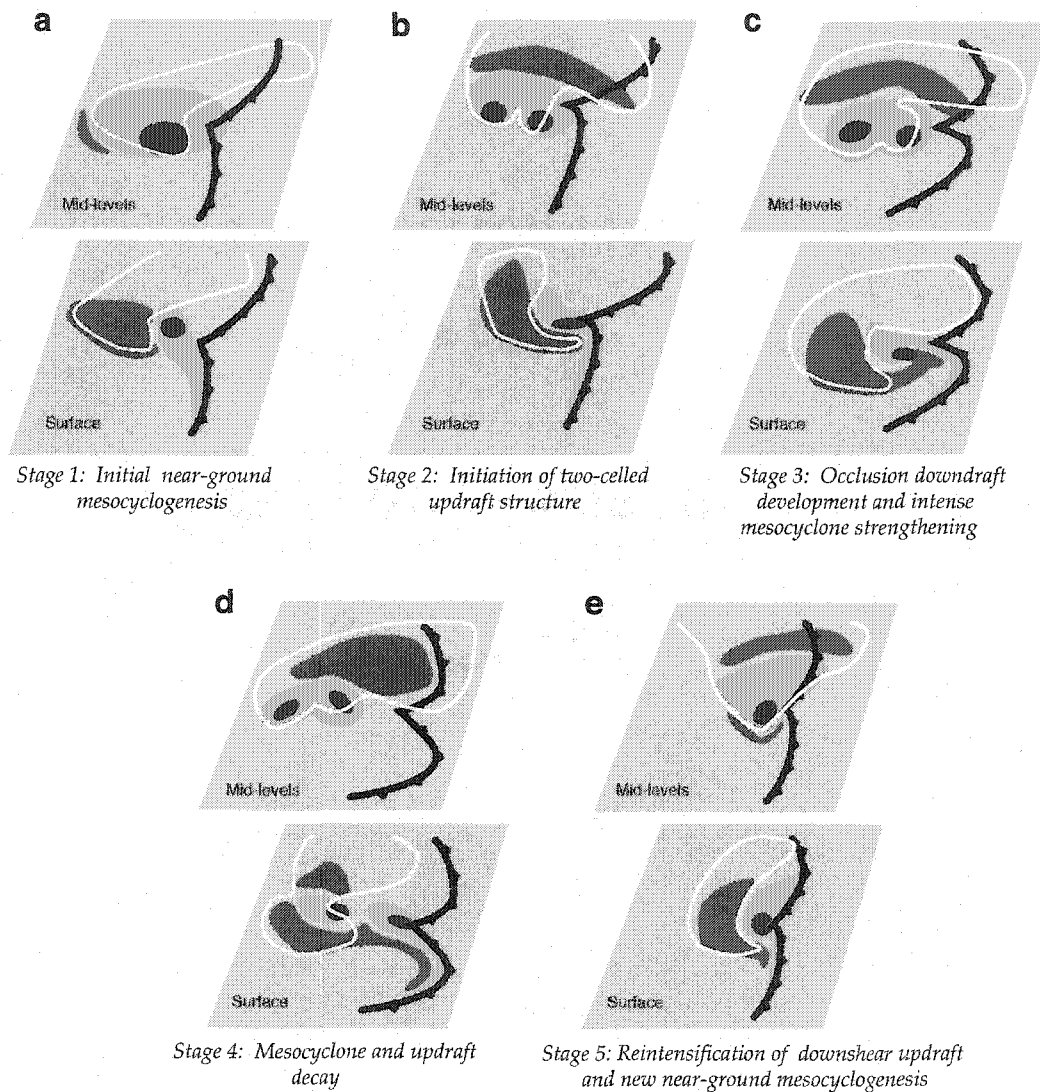 a
b
c
Mid-levels
Mid-levels
Mid-levels
Surface
Surface
Surface
Stage 1: Initial near-ground
mesocyclogenesis
Stage 2: Initiation of two-celled
updraft structure
Stage 3: Occlusion downdraft
development and intense
mesocyclone strengthening
d
e
Mid-levels
Mid-levels
Surface
Surface
Stage 4: Mesocyclone and updraft
decay
Stage 5: Reintensification of downshear updraft
and new near-ground mesocyclogenesis